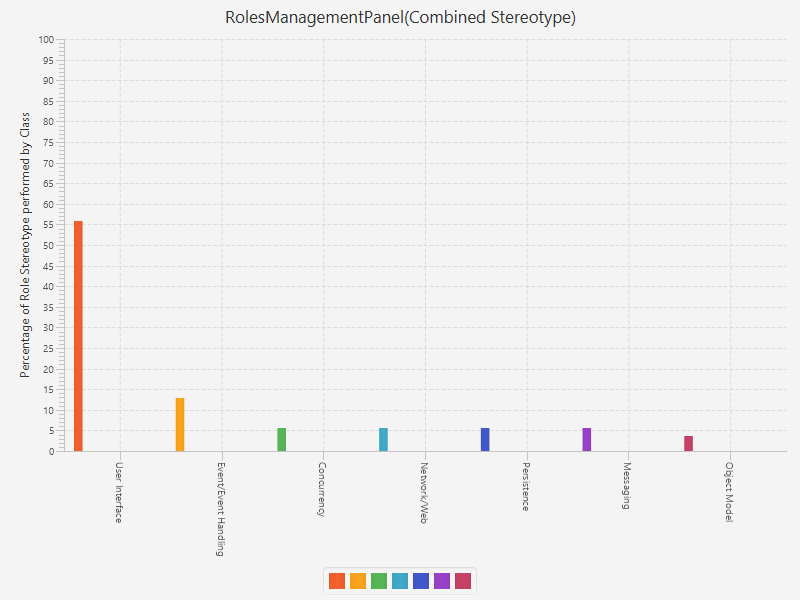 RolesManagementPanel(Combined Stereotype)
Percentage of Role Stereotype performed by Class
100
95
90
85
80
75
70
65
60
55
50
45
40
35
30
25
20
15
10
5
0
User Interface
Event/Event Handling
Concurrency
Network/Web
Persistence
Messaging
Object Model